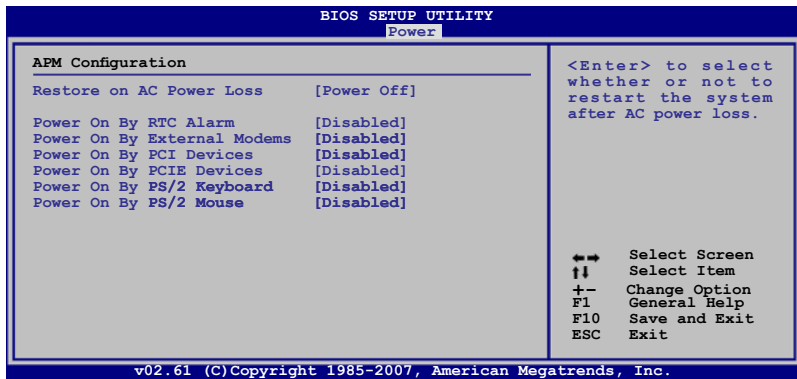 BIOS SETUP UTILITY
Power
APM Configuration
Restore on AC Power Loss [Power Off]
Power On By RTC Alarm [Disabled]
Power On By External Modems [Disabled]
Power On By PCI Devices [Disabled]
Power On By PCIE Devices [Disabled]
Power On By PS/2 Keyboard [Disabled]
Power On By PS/2 Mouse [Disabled]
<Enter> to select
whether or not to
restart the system
after AC power loss.
←→ Select Screen
↑↓ Select Item
+- Change Option
F1 General Help
F10 Save and Exit
ESC Exit
v02.61 (C)Copyright 1985-2007, American Megatrends, Inc.